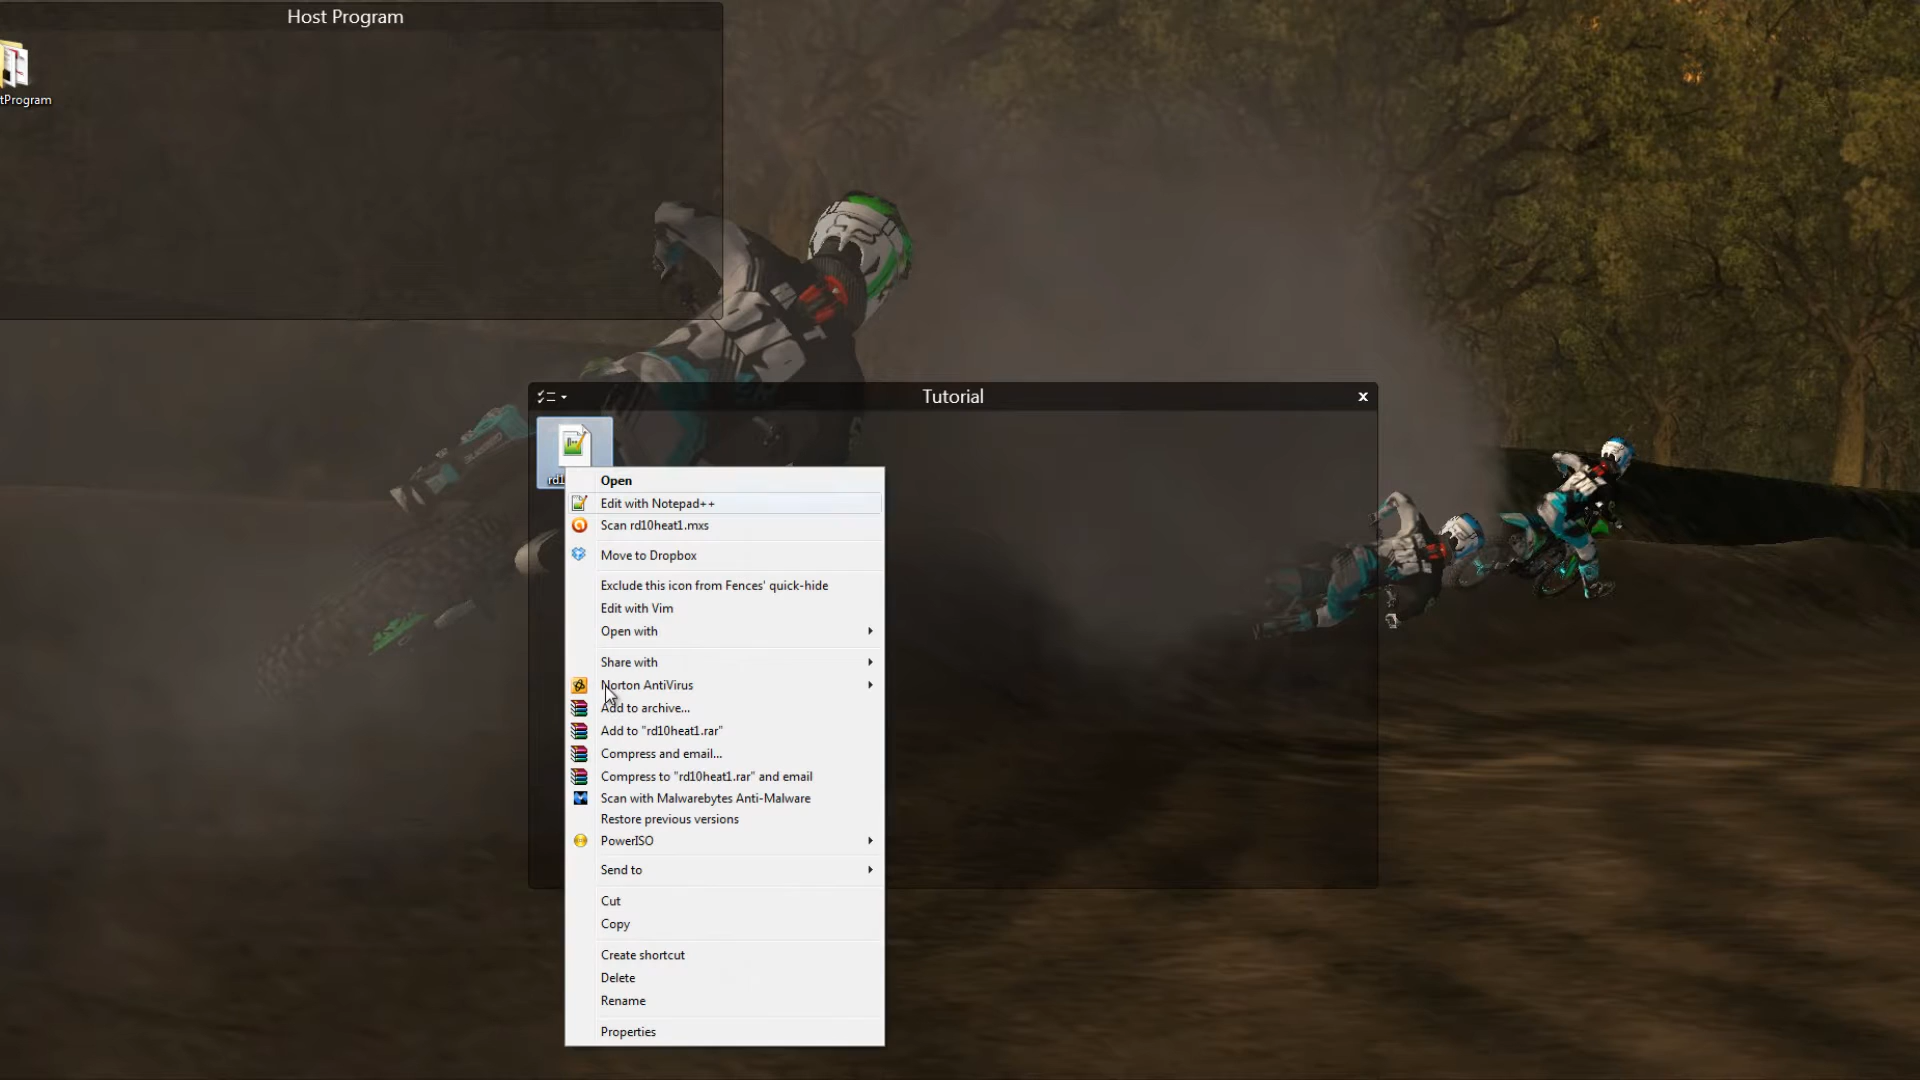 Host Program
tProgram
Tutorial
x
Open
Edit with Notepad++
Scan rd10heat1.mxs
Move to Dropbox
Exclude this icon from Fences' quick-hide
Edit with Vim
Open with
Share with
Norton AntiVirus
Add to archive...
Add to "rd10heat1.rar"
Compress and email...
Compress to "rd10heat1.rar" and email
Scan with Malwarebytes Anti-Malware
Restore previous versions
PowerISO
Send to
Cut
Copy
Create shortcut
Delete
Rename
Properties